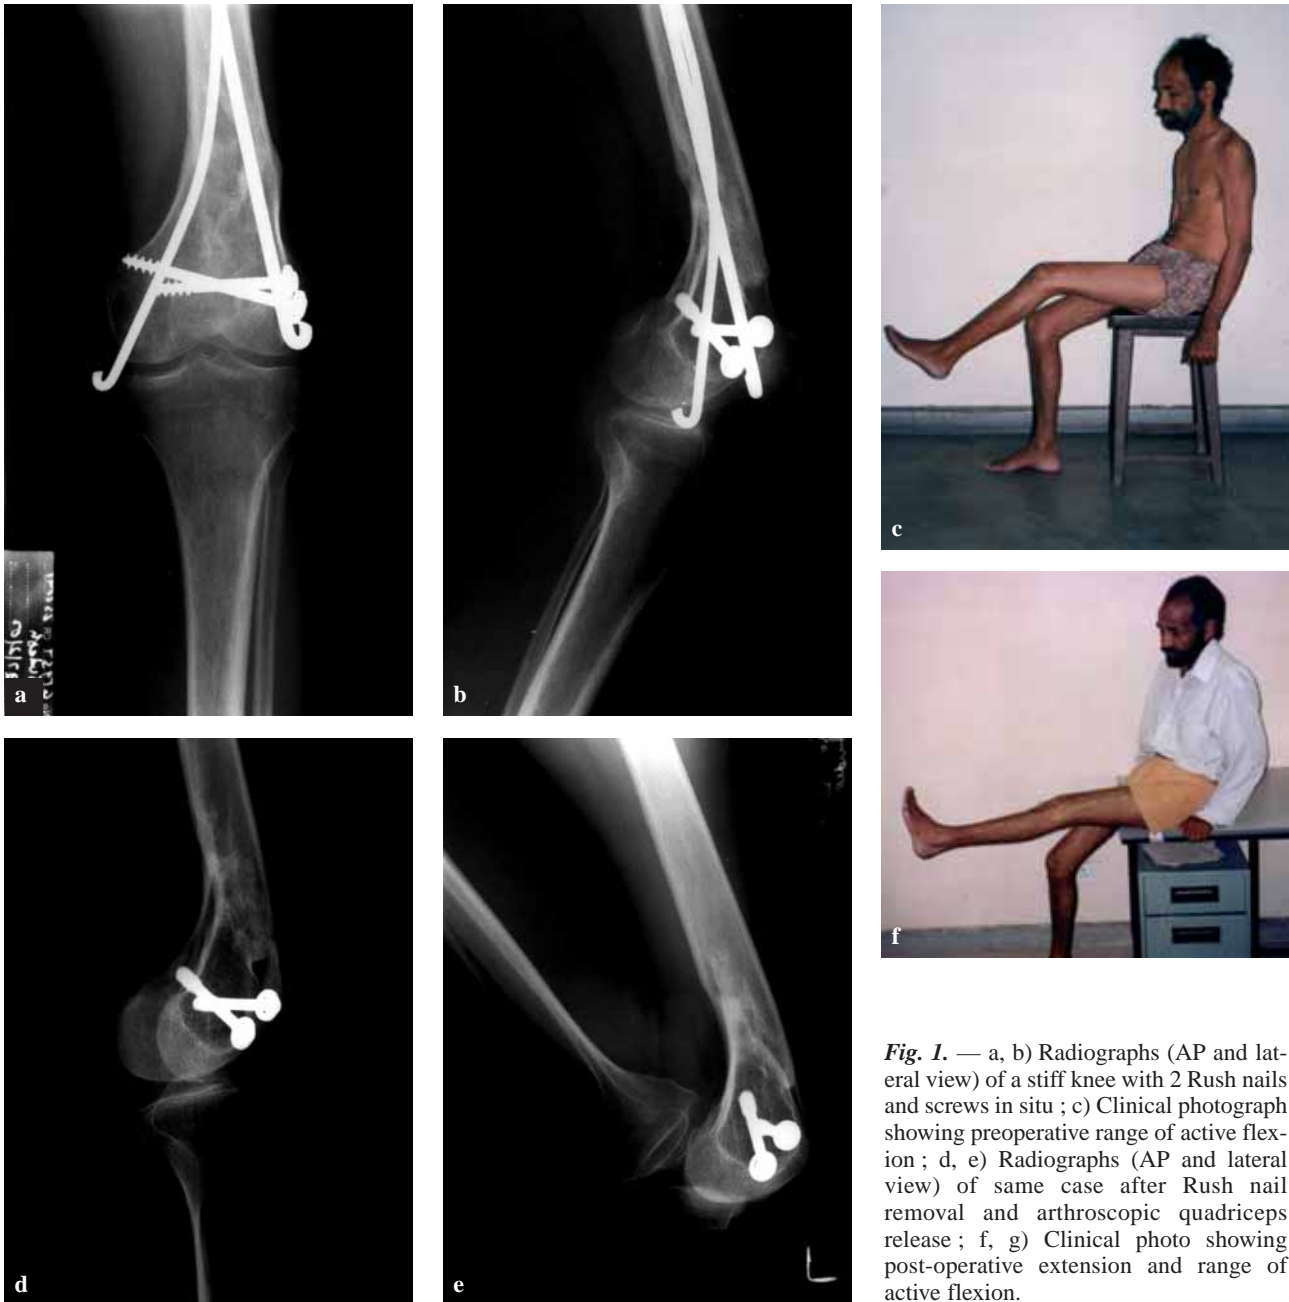 a
b
c
d
e
f
L
Fig. 1. — a, b) Radiographs (AP and lat-
eral view) of a stiff knee with 2 Rush nails
and screws in situ ; c) Clinical photograph
showing preoperative range of active flex-
ion ; d, e) Radiographs (AP and lateral
view) of same case after Rush nail
removal and arthroscopic quadriceps
release ; f, g) Clinical photo showing
post-operative extension and range of
active flexion.